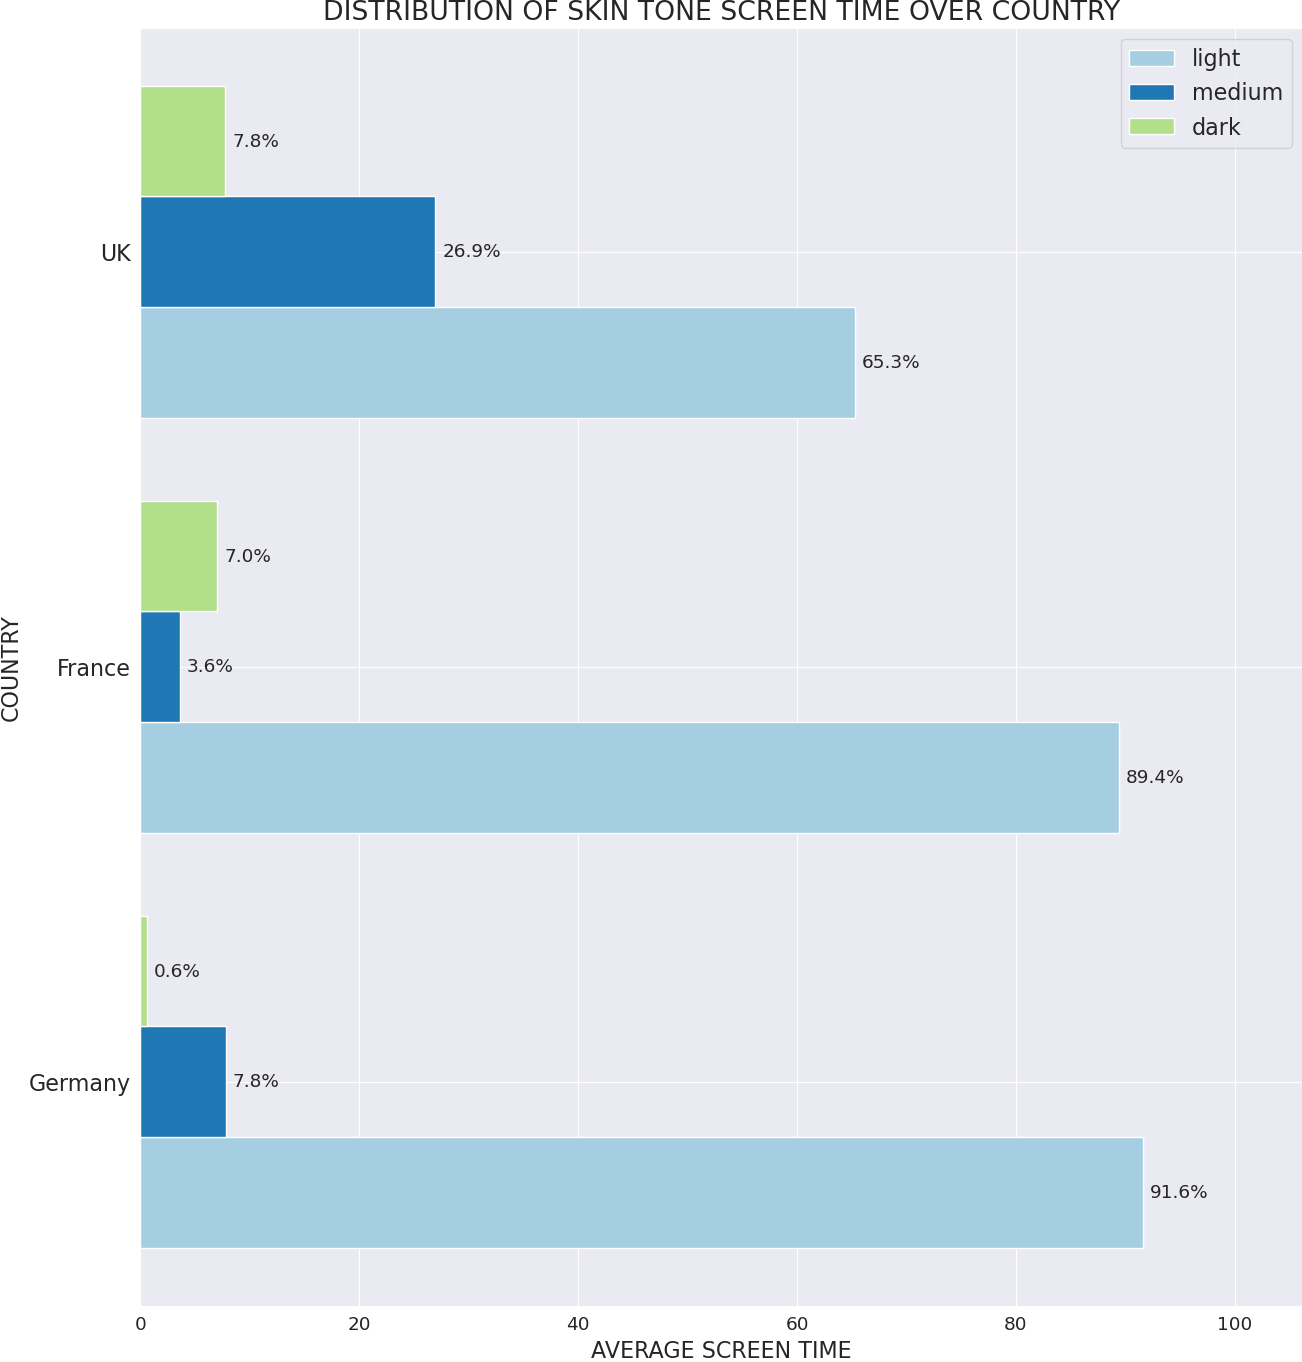 DISTRIBUTION OF SKIN TONE SCREEN TIME OVER COUNTRY
light
medium
dark
7.8%
UK
26.9%
65.3%
7.0%
France
3.6%
89.4%
COUNTRY
0.6%
Germany
7.8%
91.6%
0 20 40 60 80 100
AVERAGE SCREEN TIME